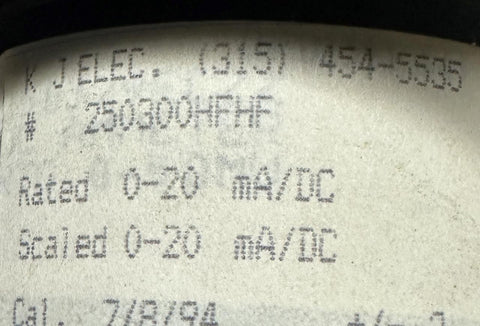 K J ELEC. (315) 454-5535
# 250300HFHF
Rated 0-20 mA/DC
Scaled 0-20 mA/DC
Cal. 7/8/94